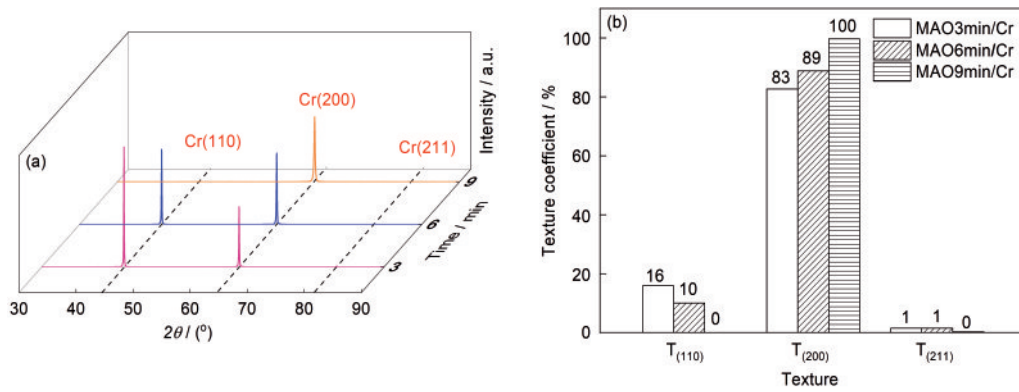 (a)
Cr(110)
Cr(200)
Cr(211)
Intensity / a.u.
9
6
3
Time / min
30 40 50 60 70 80 90
2θ / (°)
(b)
MAO3min/Cr
MAO6min/Cr
MAO9min/Cr
Texture coefficient / %
100
80
60
40
20
0
16
10
0
83
89
100
1
1
0
T(110) T(200) T(211)
Texture